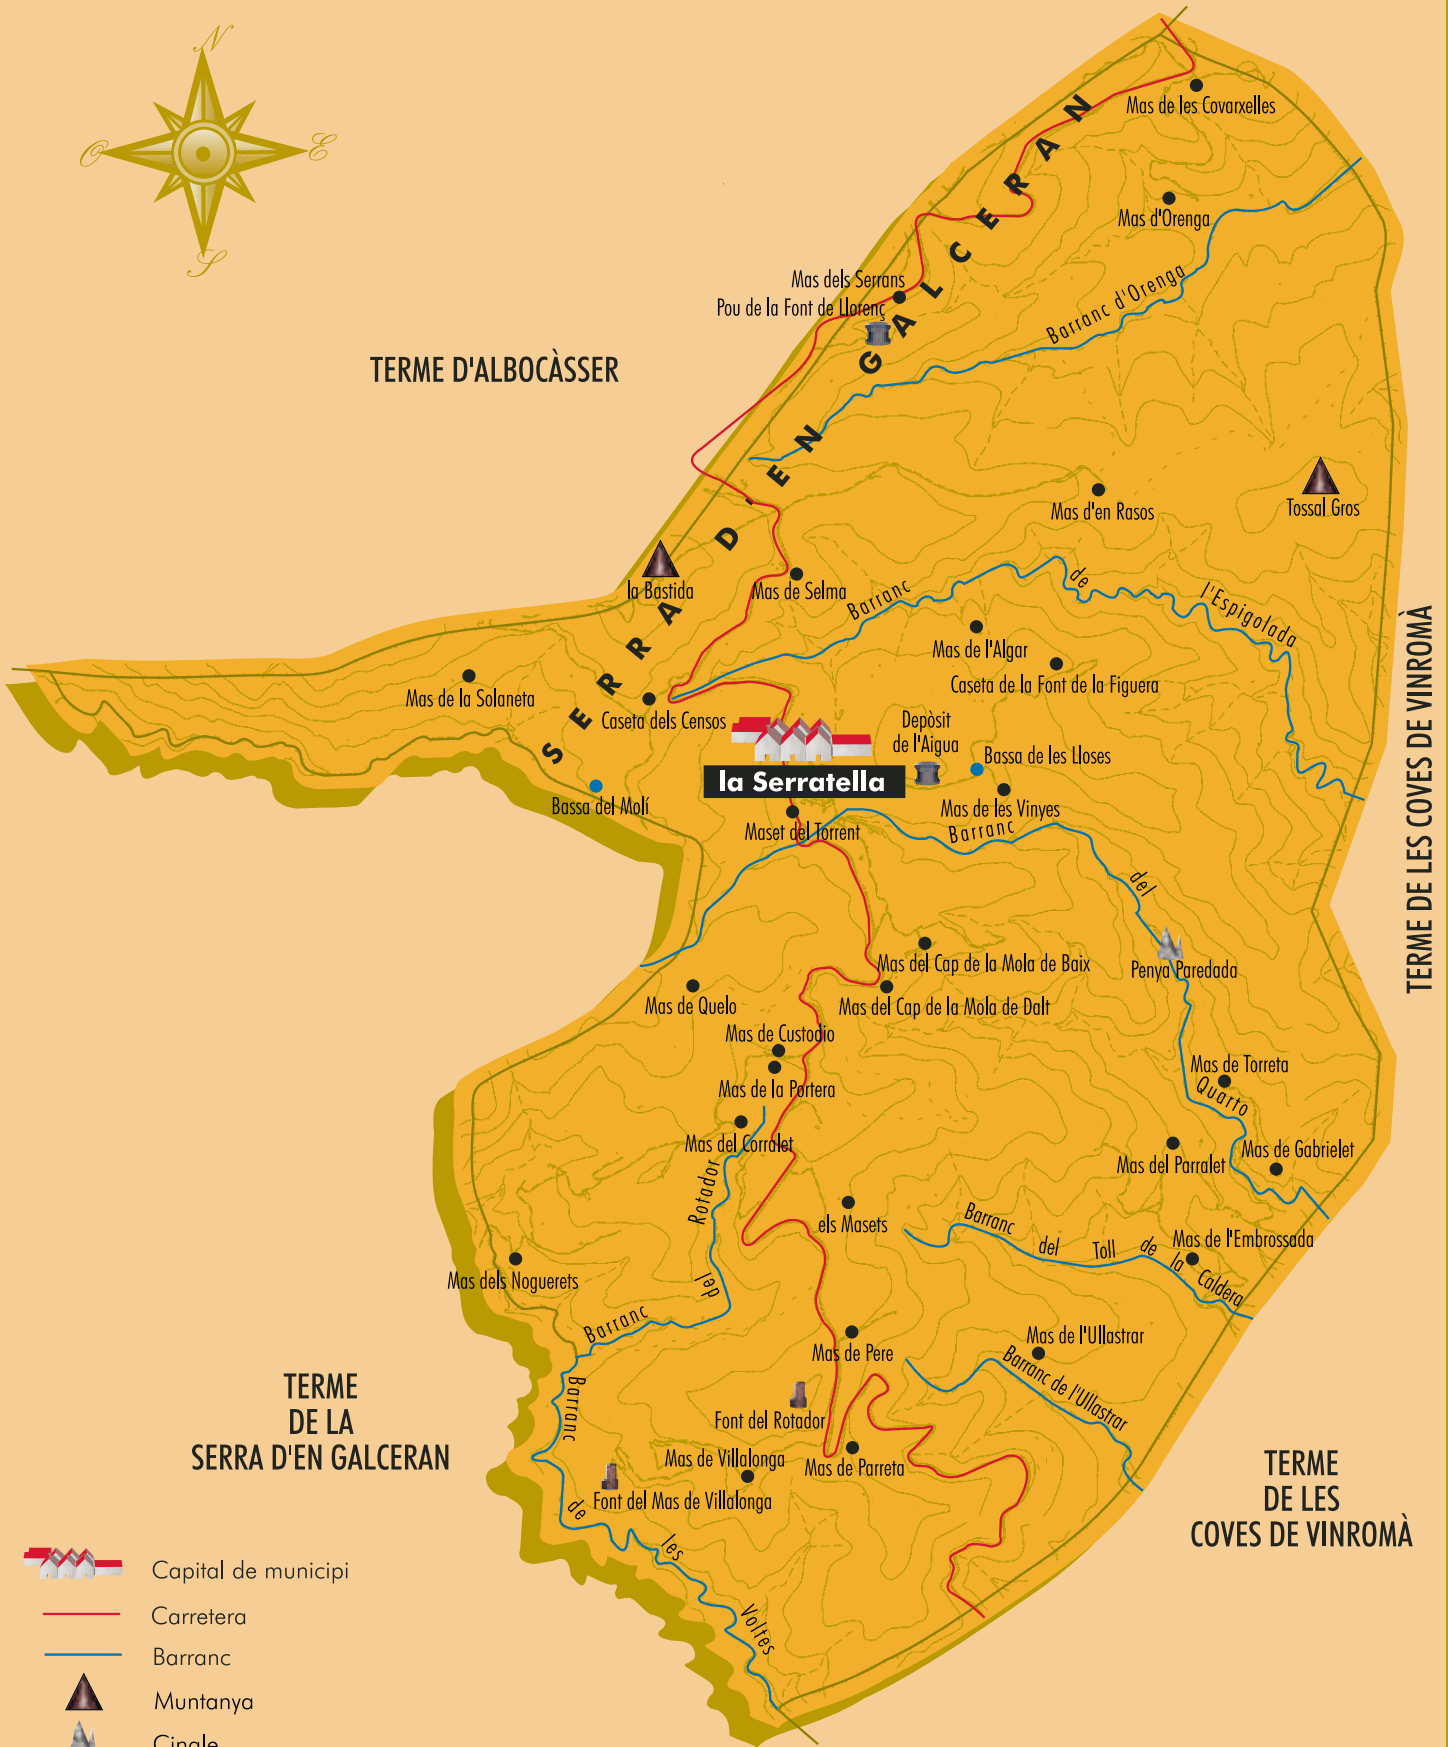 N
O
E
S
Mas de les Covarxelles
Mas d'Orenga
Mas dels Serrans
Pou de la Font de Llorenç
Barranc d'Orenga
TERME D'ALBOCÀSSER
SERRA D'EN GALCERAN
Mas d'en Rasos
Tossal Gros
la Bastida
Mas de Selma
Barranc de l'Espigolada
Mas de l'Algar
Caseta de la Font de la Figuera
Mas de la Solaneta
Caseta dels Censos
Depòsit
de l'Aigua
Bassa de les Lloses
la Serratella
Bassa del Molí
Mas de les Vinyes
Maset del Torrent
Barranc del Quarto
TERME DE LES COVES DE VINROMÀ
Mas del Cap de la Mola de Baix
Penya Paredada
Mas de Quelo
Mas del Cap de la Mola de Dalt
Mas de Custodio
Mas de la Portera
Mas de Torreta
Mas del Corralet
Mas del Parralet
Mas de Gabrielet
Barranc del Rotador
els Masets
Barranc del Toll de la Caldera
Mas de l'Embrossada
Mas dels Noguerets
Mas de Pere
Mas de l'Ullastrar
Barranc de l'Ullastrar
TERME
DE LA
SERRA D'EN GALCERAN
Font del Rotador
Mas de Villalonga
Mas de Parreta
Font del Mas de Villalonga
Barranc de les Voltes
TERME
DE LES
COVES DE VINROMÀ
Capital de municipi
Carretera
Barranc
Muntanya
Cingle